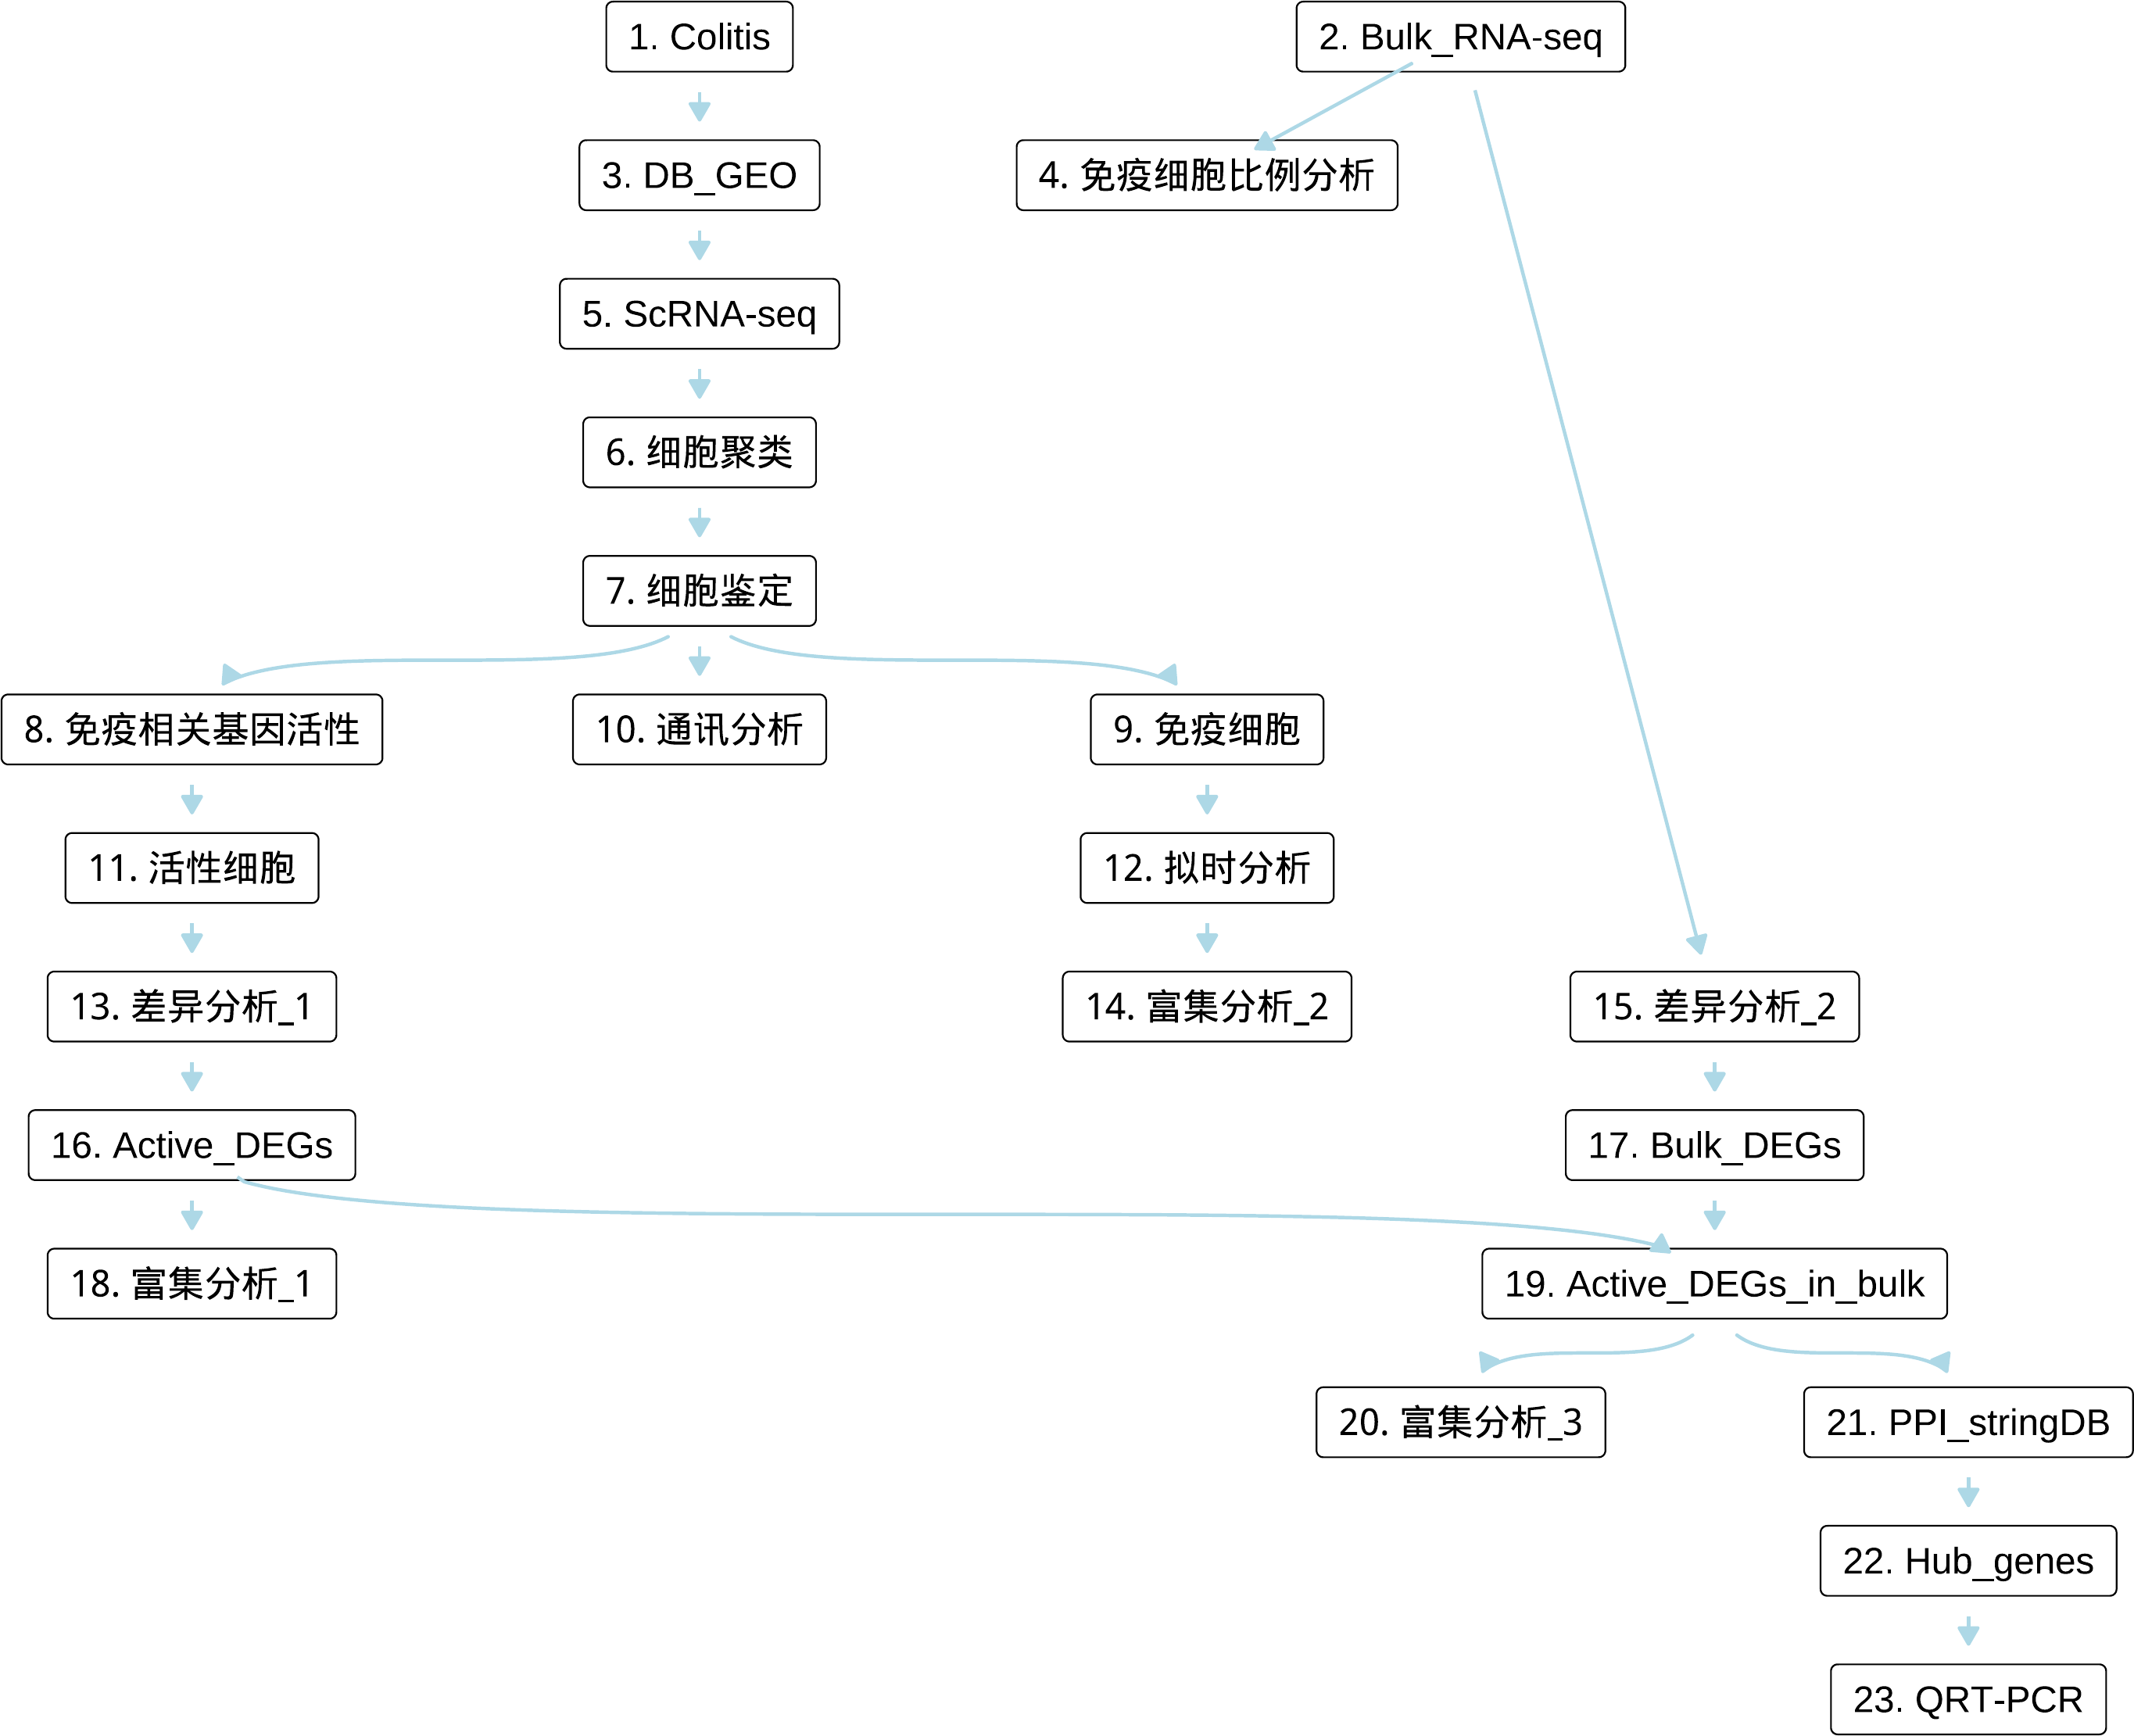 1. Colitis
2. Bulk_RNA-seq
3. DB_GEO
4. 免疫细胞比例分析
5. ScRNA-seq
6. 细胞聚类
7. 细胞鉴定
8. 免疫相关基因活性
10. 通讯分析
9. 免疫细胞
11. 活性细胞
12. 拟时分析
13. 差异分析_1
14. 富集分析_2
15. 差异分析_2
16. Active_DEGs
17. Bulk_DEGs
18. 富集分析_1
19. Active_DEGs_in_bulk
20. 富集分析_3
21. PPI_stringDB
22. Hub_genes
23. QRT-PCR